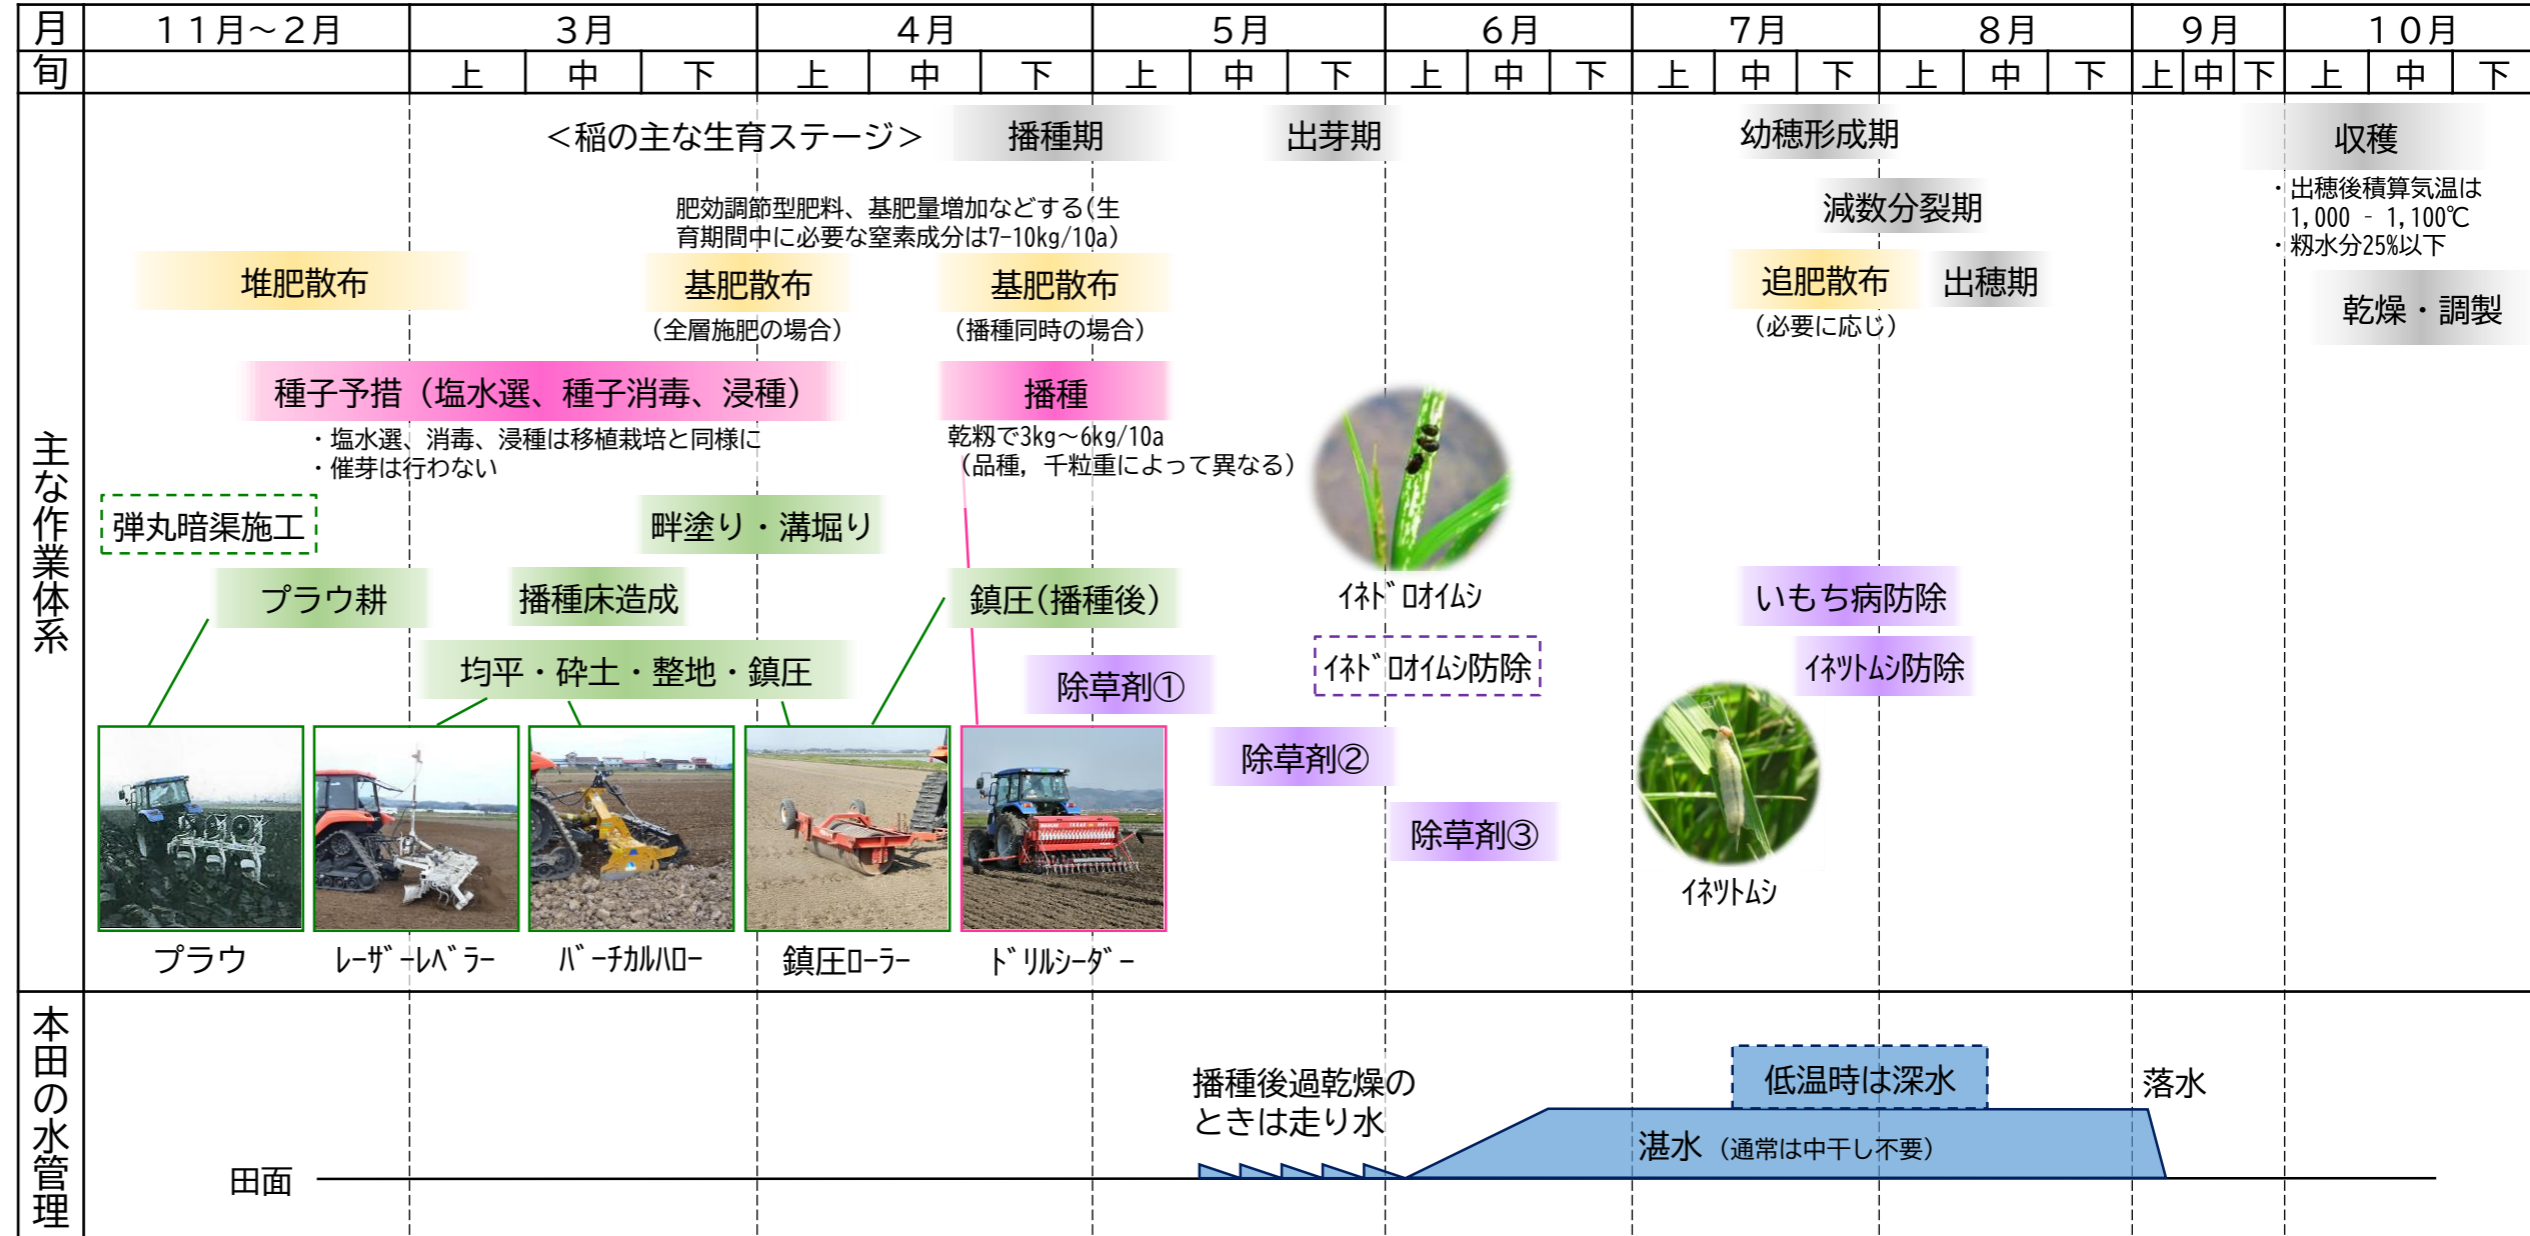 月
11月～2月
3月
4月
5月
6月
7月
8月
9月
10月
旬
上 中 下
上 中 下
上 中 下
上 中 下
上 中 下
上 中 下
上 中 下
上 中 下
主な作業体系
＜稲の主な生育ステージ＞
播種期
出芽期
幼穂形成期
収穫
・出穂後積算気温は
1,000 - 1,100℃
・籾水分25%以下
減数分裂期
肥効調節型肥料、基肥量増加などする(生
育期間中に必要な窒素成分は7-10kg/10a)
堆肥散布
基肥散布
(全層施肥の場合)
基肥散布
(播種同時の場合)
追肥散布
(必要に応じ)
出穂期
乾燥・調製
種子予措（塩水選、種子消毒、浸種）
・塩水選、消毒、浸種は移植栽培と同様に
・催芽は行わない
播種
乾籾で3kg～6kg/10a
（品種，千粒重によって異なる）
弾丸暗渠施工
畔塗り・溝堀り
プラウ耕
播種床造成
鎮圧(播種後)
ｲﾈﾄﾞﾛｵｲﾑｼ
いもち病防除
均平・砕土・整地・鎮圧
除草剤①
ｲﾈﾄﾞﾛｵｲﾑｼ防除
ｲﾈﾂﾄﾑｼ防除
除草剤②
除草剤③
ｲﾈﾂﾄﾑｼ
プラウ
ﾚｰｻﾞｰﾚﾍﾞﾗｰ
ﾊﾞｰﾁｶﾙﾊﾛｰ
鎮圧ﾛｰﾗｰ
ﾄﾞﾘﾙｼｰﾀﾞｰ
本田の水管理
播種後過乾燥の
ときは走り水
低温時は深水
落水
湛水（通常は中干し不要）
田面